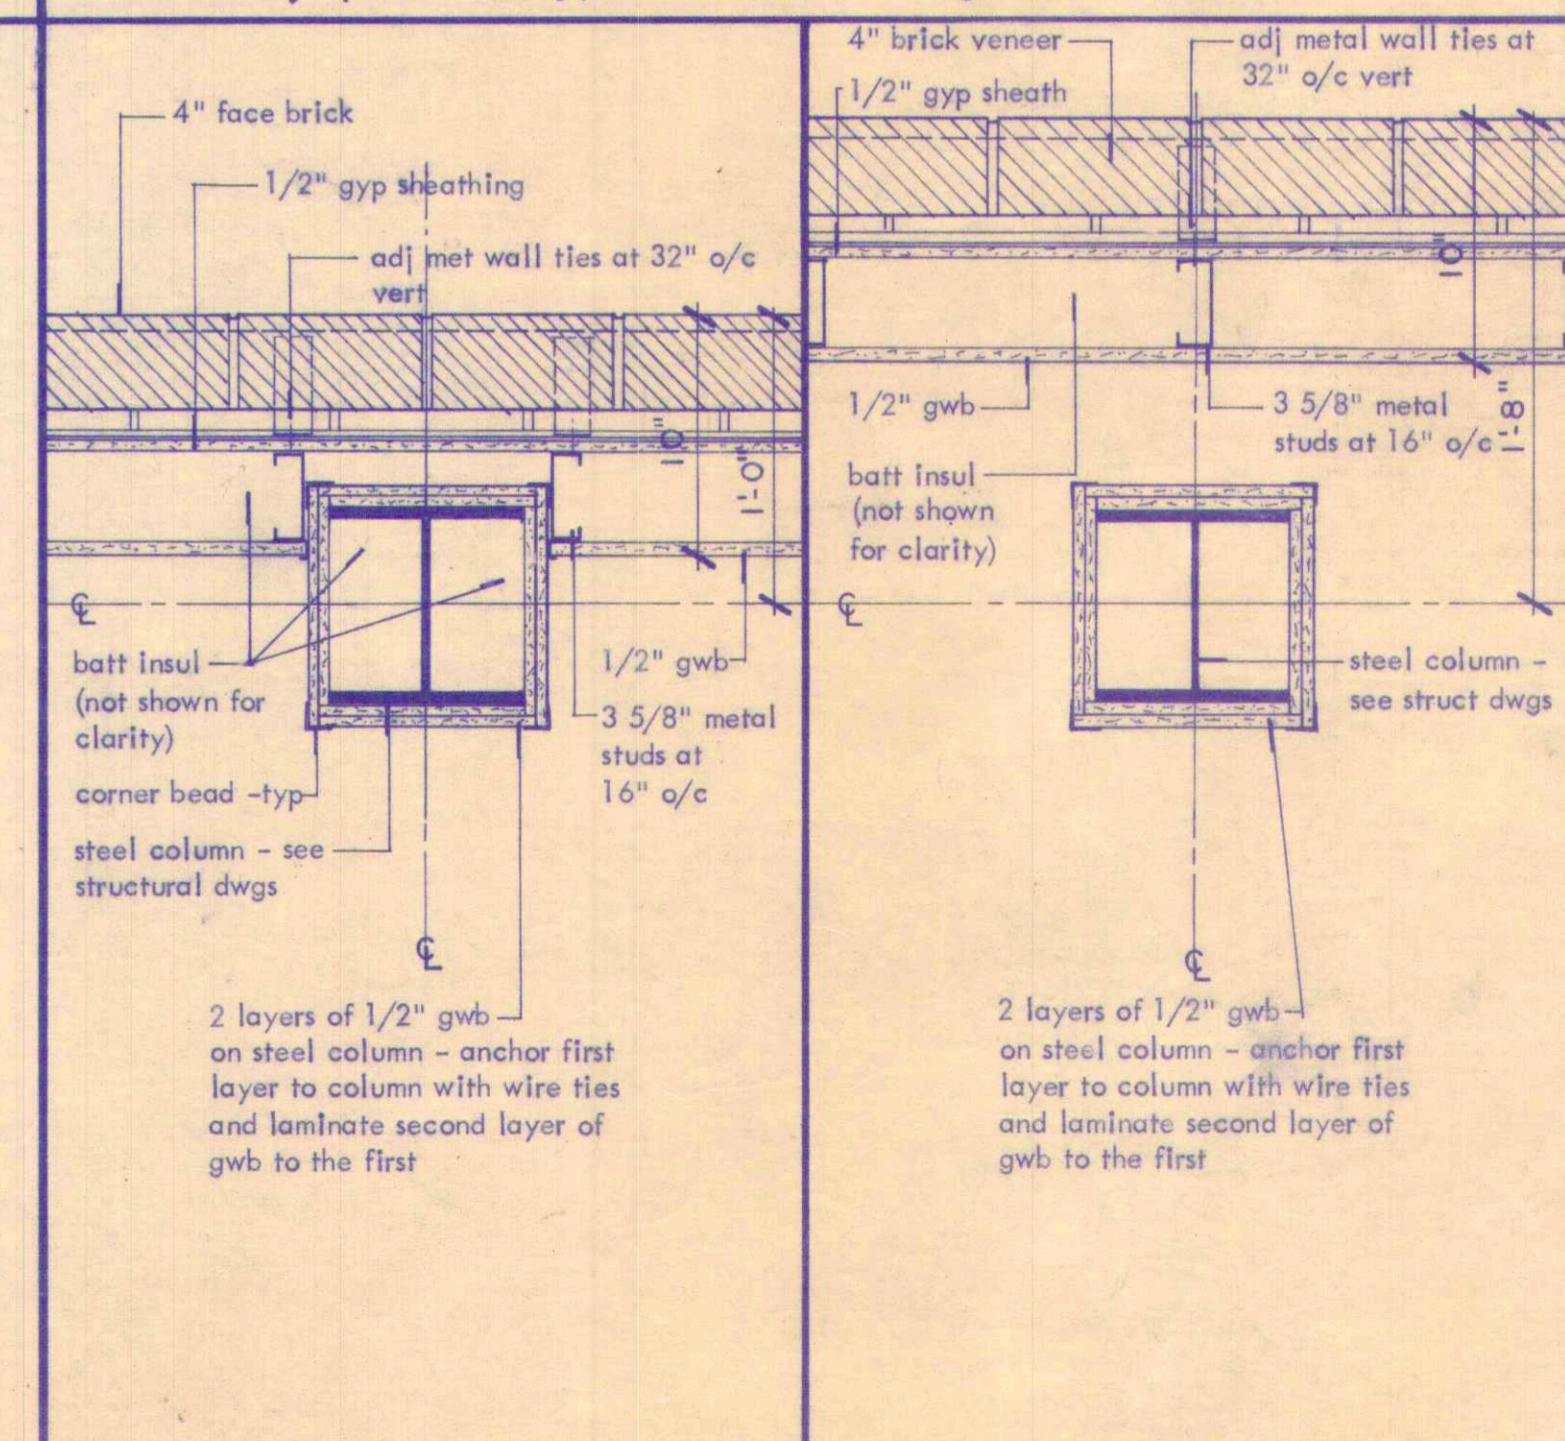 4" face brick
1/2" gyp sheathing
adj met wall ties at 32" o/c
vert
10"
1'-0"
℄
batt insul
(not shown for
clarity)
corner bead -typ
steel column - see
structural dwgs
1/2" gwb
3 5/8" metal
studs at
16" o/c
℄
2 layers of 1/2" gwb
on steel column - anchor first
layer to column with wire ties
and laminate second layer of
gwb to the first
4" brick veneer
1/2" gyp sheath
adj metal wall ties at
32" o/c vert
10"
1/2" gwb
3 5/8" metal
studs at 16" o/c
1'-8"
batt insul
(not shown
for clarity)
℄
steel column -
see struct dwgs
℄
2 layers of 1/2" gwb
on steel column - anchor first
layer to column with wire ties
and laminate second layer of
gwb to the first